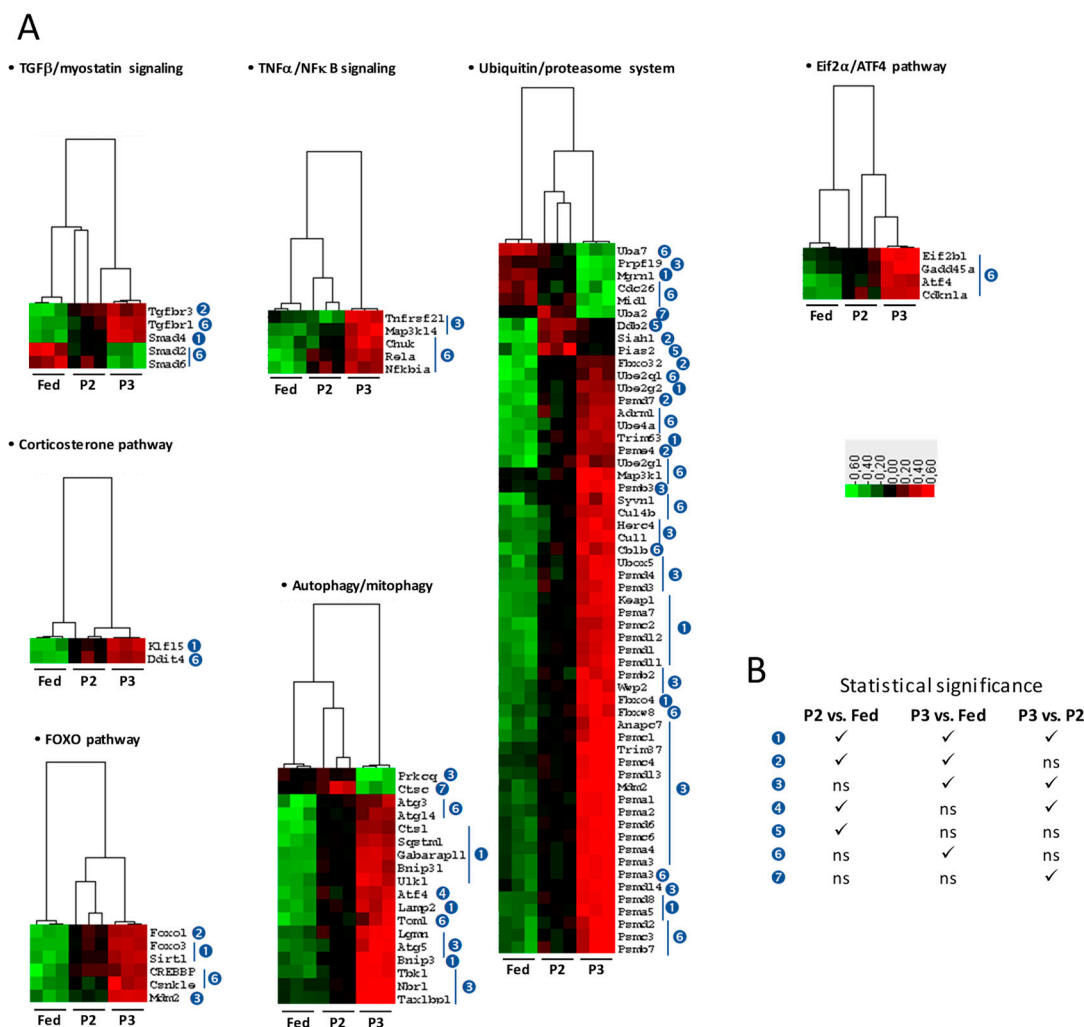 A
• TGFβ/myostatin signaling
Tgfbr3 2
Tgfbr1 6
Smad4 1
Smad2
Smad6
6
Fed P2 P3
• TNFα/NFκB signaling
Tnfrsf21
Map3k14
3
Chuk
Rela
Nfkbia
6
Fed P2 P3
• Ubiquitin/proteasome system
Uba7 6
Prpf19 3
Mgrn1 1
Cdc26
Mid1
6
Uba2 7
Ddb2 5
Siah1 2
Pias2 5
Fbxo32 2
Ube2q1 6
Ube2g2 1
Psmd7 2
Adrm1
Ube4a
6
Trim63 1
Psme4 2
Ube2g1
Map3k1
6
Psmb3 3
Syvn1
Cul4b
6
Herc4
Cul1
3
Cblb 6
Ubox5
Psmd4
Psmd3
3
Keap1
Psma7
Psmc2
Psmd12
Psmd1
Psmd11
1
Psmb2
Wwp2
3
Fbxo4 1
Fbxw8 6
Anapc7
Psmc1
Trim37
Psmc4
Psmd13
Mdm2
Psma1
Psma2
Psmd6
Psmc6
Psma4
Psma3
3
Psma3 6
Psmd14 3
Psmd8
Psma5
1
Psmd2
Psmc3
Psmb7
6
Fed P2 P3
• Eif2α/ATF4 pathway
Eif2b1
Gadd45a
Atf4
Cdkn1a
6
Fed P2 P3
-0,60
-0,40
-0,20
0,00
0,20
0,40
0,60
• Corticosterone pathway
Klf15 1
Ddit4 6
Fed P2 P3
• Autophagy/mitophagy
Prkcq 3
Ctsc 7
Atg3
Atg14
6
Ctsl
Sqstm1
Gabarapl1
Bnip3l
Ulk1
1
Atf4 4
Lamp2 1
Tom1 6
Lgmn
Atg5
3
Bnip3 1
Tbk1
Nbr1
Tax1bp1
3
Fed P2 P3
• FOXO pathway
Foxo1 2
Foxo3
Sirt1
1
CREBBP
Csnk1e
6
Mdm2 3
Fed P2 P3
B
Statistical significance
P2 vs. Fed P3 vs. Fed P3 vs. P2
1 ✓ ✓ ✓
2 ✓ ✓ ns
3 ns ✓ ✓
4 ✓ ns ✓
5 ✓ ns ns
6 ns ✓ ns
7 ns ns ✓